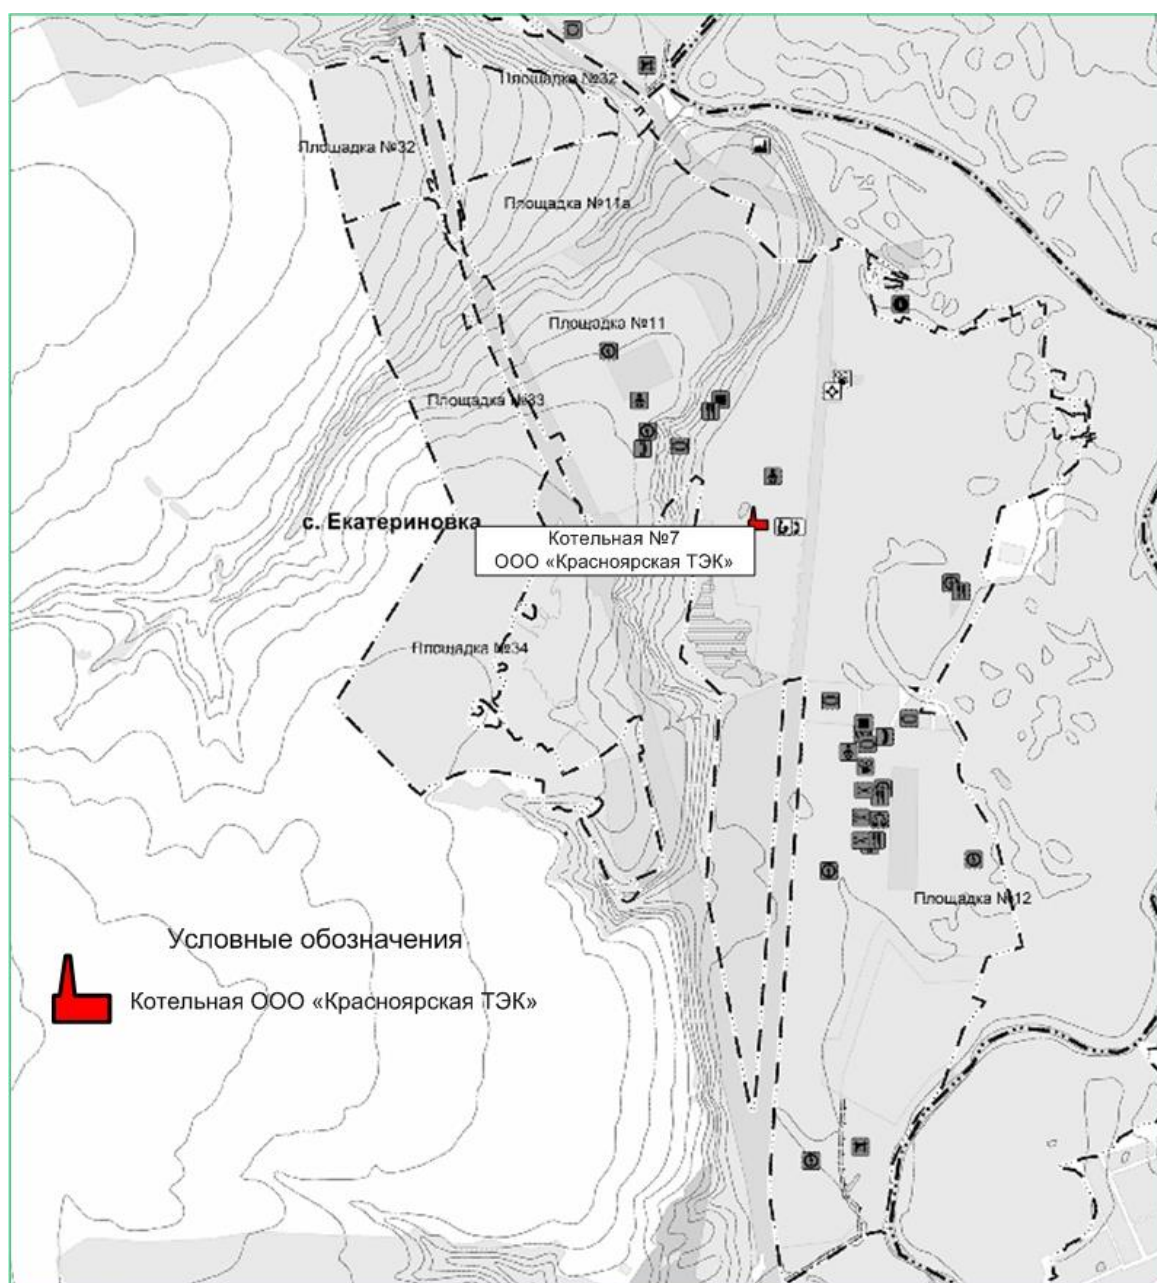 Площадка №32
Площадка №32
Площадка №11а
Площадка №11
Площадка №33
с. Екатериновка
Котельная №7
ООО «Красноярская ТЭК»
Площадка №34
Площадка №12
Условные обозначения
Котельная ООО «Красноярская ТЭК»